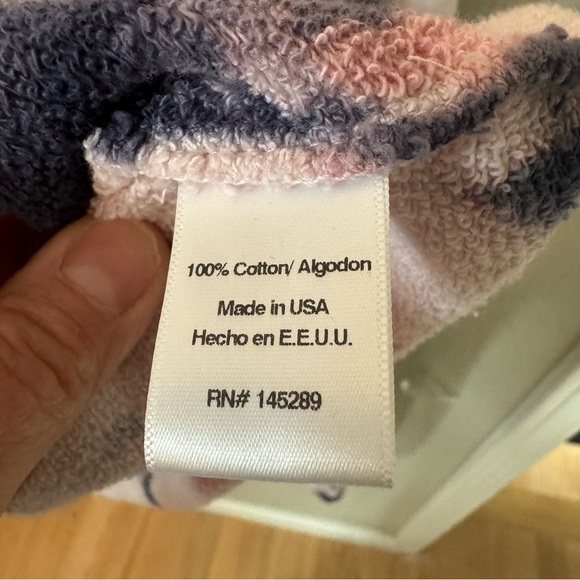 100% Cotton/ Algodon
Made in USA
Hecho en E.E.U.U.
RN# 145289